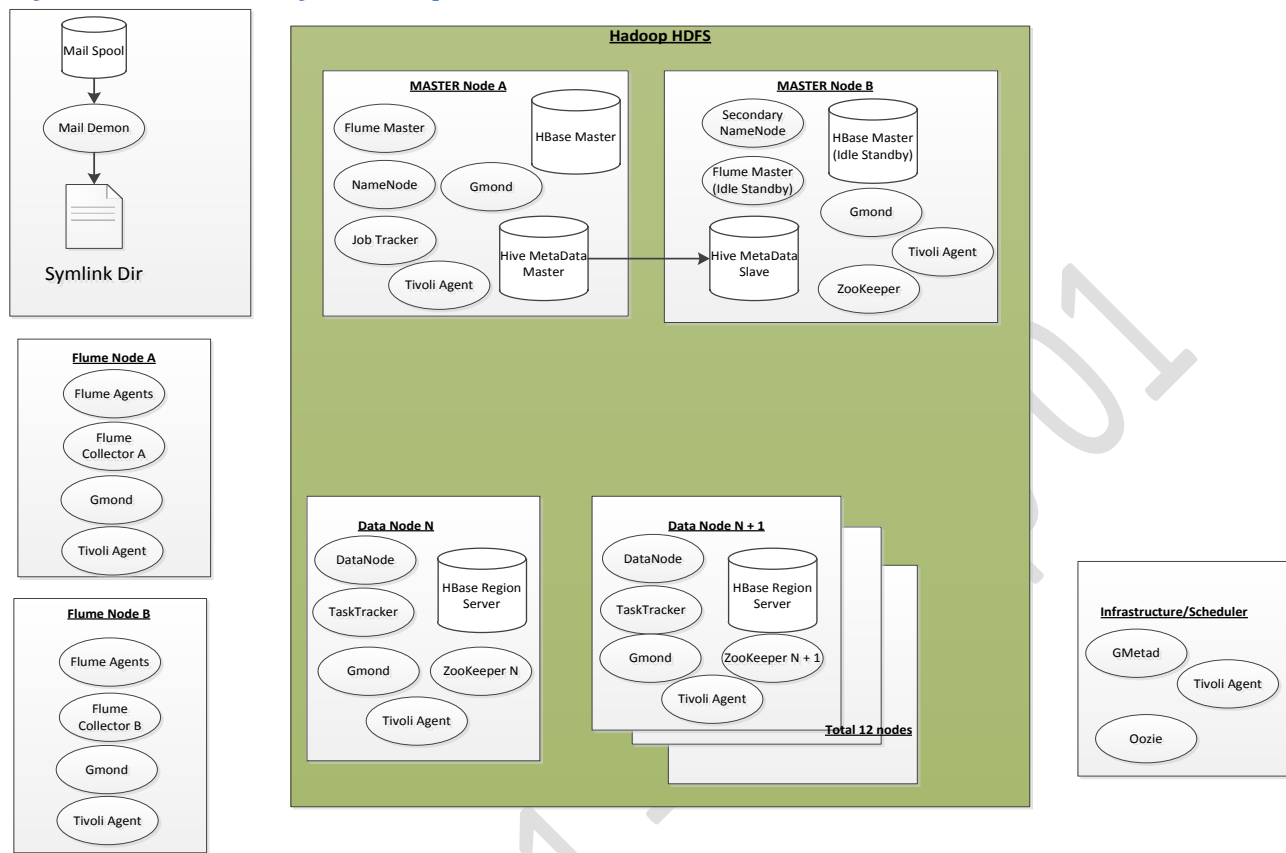 Mail Spool
Mail Demon
Symlink Dir
Flume Node A
Flume Agents
Flume
Collector A
Gmond
Tivoli Agent
Flume Node B
Flume Agents
Flume
Collector B
Gmond
Tivoli Agent
Hadoop HDFS
MASTER Node A
Flume Master
HBase Master
NameNode
Gmond
Job Tracker
Hive MetaData
Master
Tivoli Agent
MASTER Node B
Secondary
NameNode
HBase Master
(Idle Standby)
Flume Master
(Idle Standby)
Gmond
Tivoli Agent
Hive MetaData
Slave
ZooKeeper
Data Node N
DataNode
HBase Region
Server
TaskTracker
Gmond
ZooKeeper N
Tivoli Agent
Data Node N + 1
DataNode
HBase Region
Server
TaskTracker
Gmond
ZooKeeper N + 1
Tivoli Agent
Total 12 nodes
Infrastructure/Scheduler
GMetad
Tivoli Agent
Oozie
01